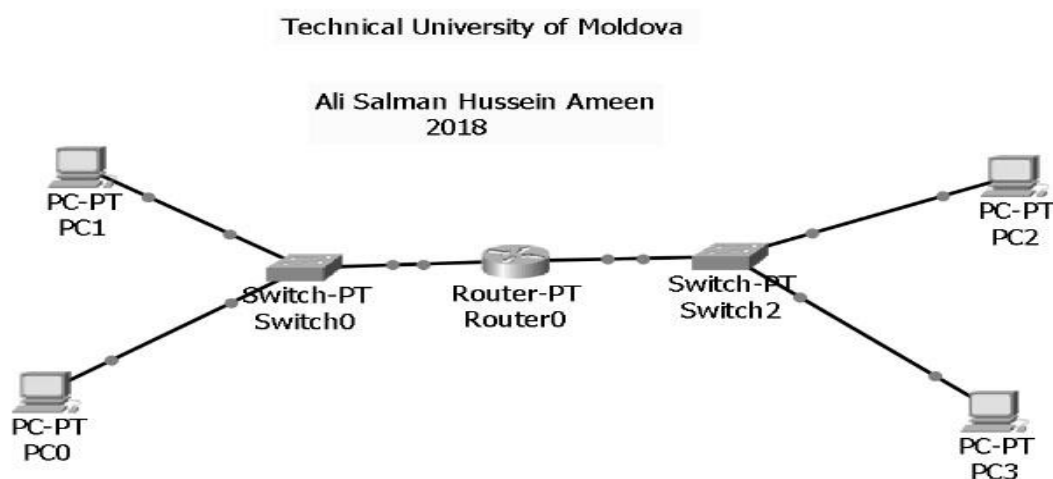 Technical University of Moldova
Ali Salman Hussein Ameen
2018
PC-PT
PC1
PC-PT
PC2
Switch-PT
Switch0
Router-PT
Router0
Switch-PT
Switch2
PC-PT
PC0
PC-PT
PC3